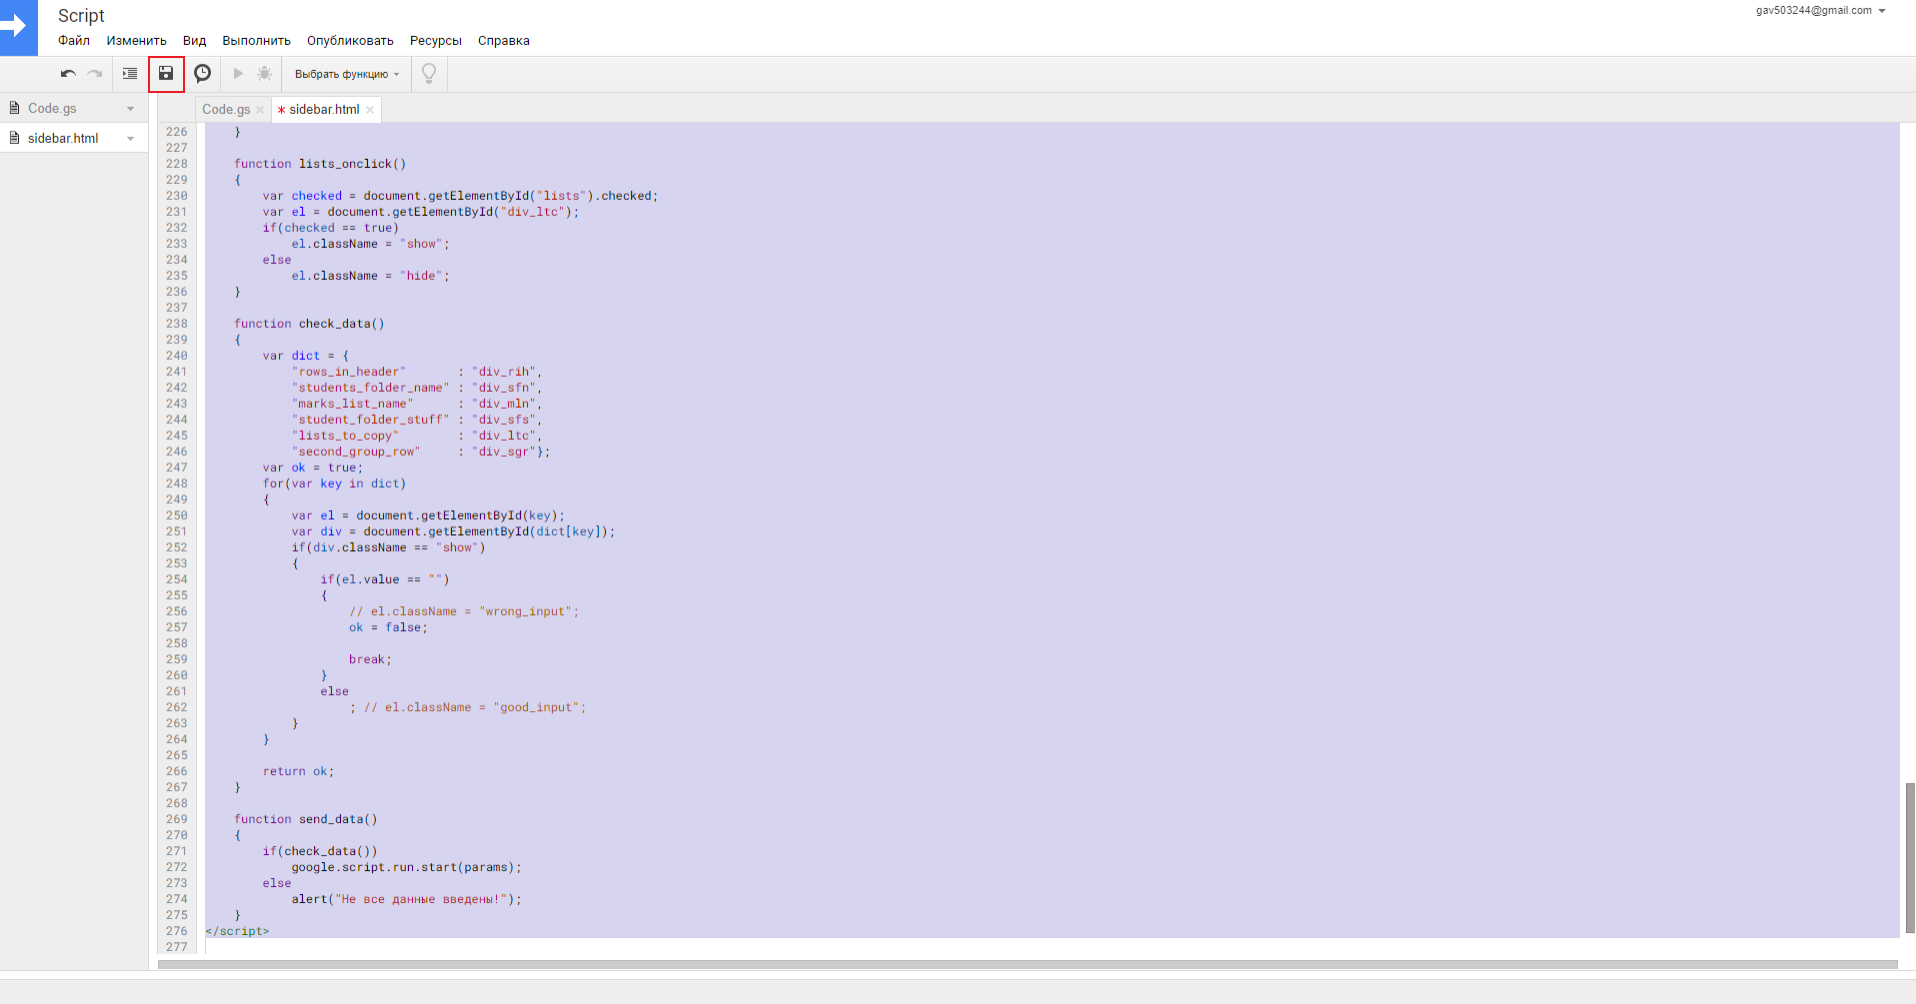 Script
gav503244@gmail.com
Файл Изменить Вид Выполнить Опубликовать Ресурсы Справка
Выбрать функцию
Code.gs
sidebar.html
Code.gs × * sidebar.html ×
226 }
227
228 function lists_onclick()
229 {
230 var checked = document.getElementById("lists").checked;
231 var el = document.getElementById("div_ltc");
232 if(checked == true)
233 el.className = "show";
234 else
235 el.className = "hide";
236 }
237
238 function check_data()
239 {
240 var dict = {
241 "rows_in_header" : "div_rih",
242 "students_folder_name" : "div_sfn",
243 "marks_list_name" : "div_mln",
244 "student_folder_stuff" : "div_sfs",
245 "lists_to_copy" : "div_ltc",
246 "second_group_row" : "div_sgr"};
247 var ok = true;
248 for(var key in dict)
249 {
250 var el = document.getElementById(key);
251 var div = document.getElementById(dict[key]);
252 if(div.className == "show")
253 {
254 if(el.value == "")
255 {
256 // el.className = "wrong_input";
257 ok = false;
258
259 break;
260 }
261 else
262 ; // el.className = "good_input";
263 }
264 }
265
266 return ok;
267 }
268
269 function send_data()
270 {
271 if(check_data())
272 google.script.run.start(params);
273 else
274 alert("Не все данные введены!");
275 }
276 </script>
277